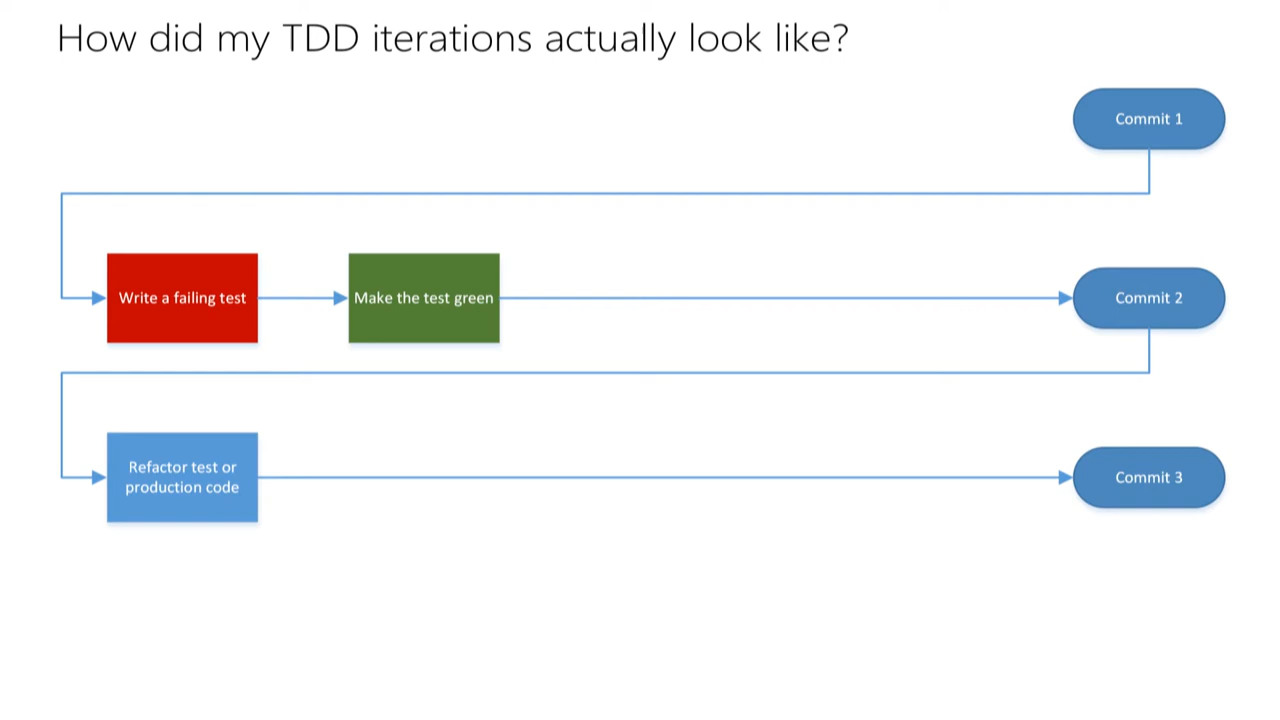 How did my TDD iterations actually look like?
Commit 1
Write a failing test
Make the test green
Commit 2
Refactor test or
production code
Commit 3